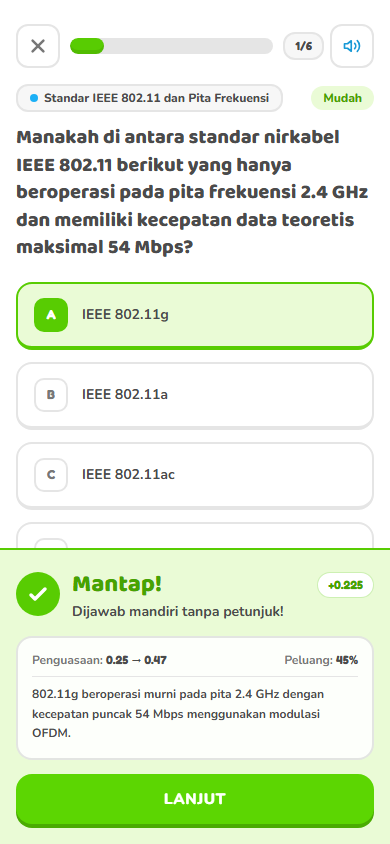 1/6
Standar IEEE 802.11 dan Pita Frekuensi
Mudah
Manakah di antara standar nirkabel
IEEE 802.11 berikut yang hanya
beroperasi pada pita frekuensi 2.4 GHz
dan memiliki kecepatan data teoretis
maksimal 54 Mbps?
A IEEE 802.11g
B IEEE 802.11a
C IEEE 802.11ac
Mantap!
+0.225
Dijawab mandiri tanpa petunjuk!
Penguasaan: 0.25 → 0.47
Peluang: 45%
802.11g beroperasi murni pada pita 2.4 GHz dengan
kecepatan puncak 54 Mbps menggunakan modulasi
OFDM.
LANJUT